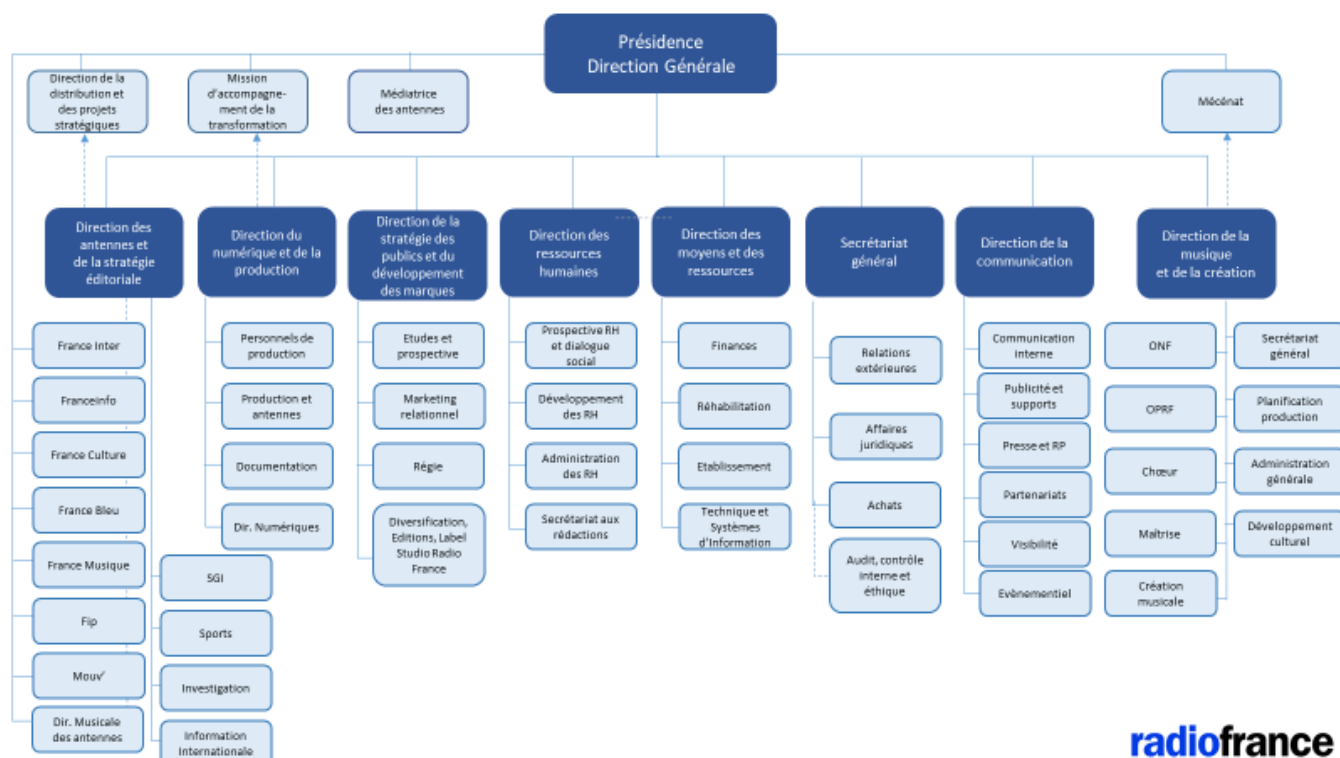 Présidence
Direction Générale
Direction de la
distribution et
des projets
stratégiques
Mission
d'accompagne-
ment de la
transformation
Médiatrice
des antennes
Mécénat
Direction des
antennes et
de la stratégie
éditoriale
Direction du
numérique et de la
production
Direction de la
stratégie des
publics et du
développement
des marques
Direction des
ressources
humaines
Direction des
moyens et des
ressources
Secrétariat
général
Direction de la
communication
Direction de la
musique
et de la création
France Inter
Franceinfo
France Culture
France Bleu
France Musique
Fip
Mouv'
Dir. Musicale
des antennes
SGI
Sports
Investigation
Information
Internationale
Personnels de
production
Production et
antennes
Documentation
Dir. Numériques
Etudes et
prospective
Marketing
relationnel
Régie
Diversification,
Editions, Label
Studio Radio
France
Prospective RH
et dialogue
social
Développement
des RH
Administration
des RH
Secrétariat aux
rédactions
Finances
Réhabilitation
Etablissement
Technique et
Systèmes
d'Information
Relations
extérieures
Affaires
juridiques
Achats
Audit, contrôle
interne et
éthique
Communication
interne
Publicité et
supports
Presse et RP
Partenariats
Visibilité
Evènementiel
ONF
OPRF
Chœur
Maîtrise
Création
musicale
Secrétariat
général
Planification
production
Administration
générale
Développement
culturel
radiofrance